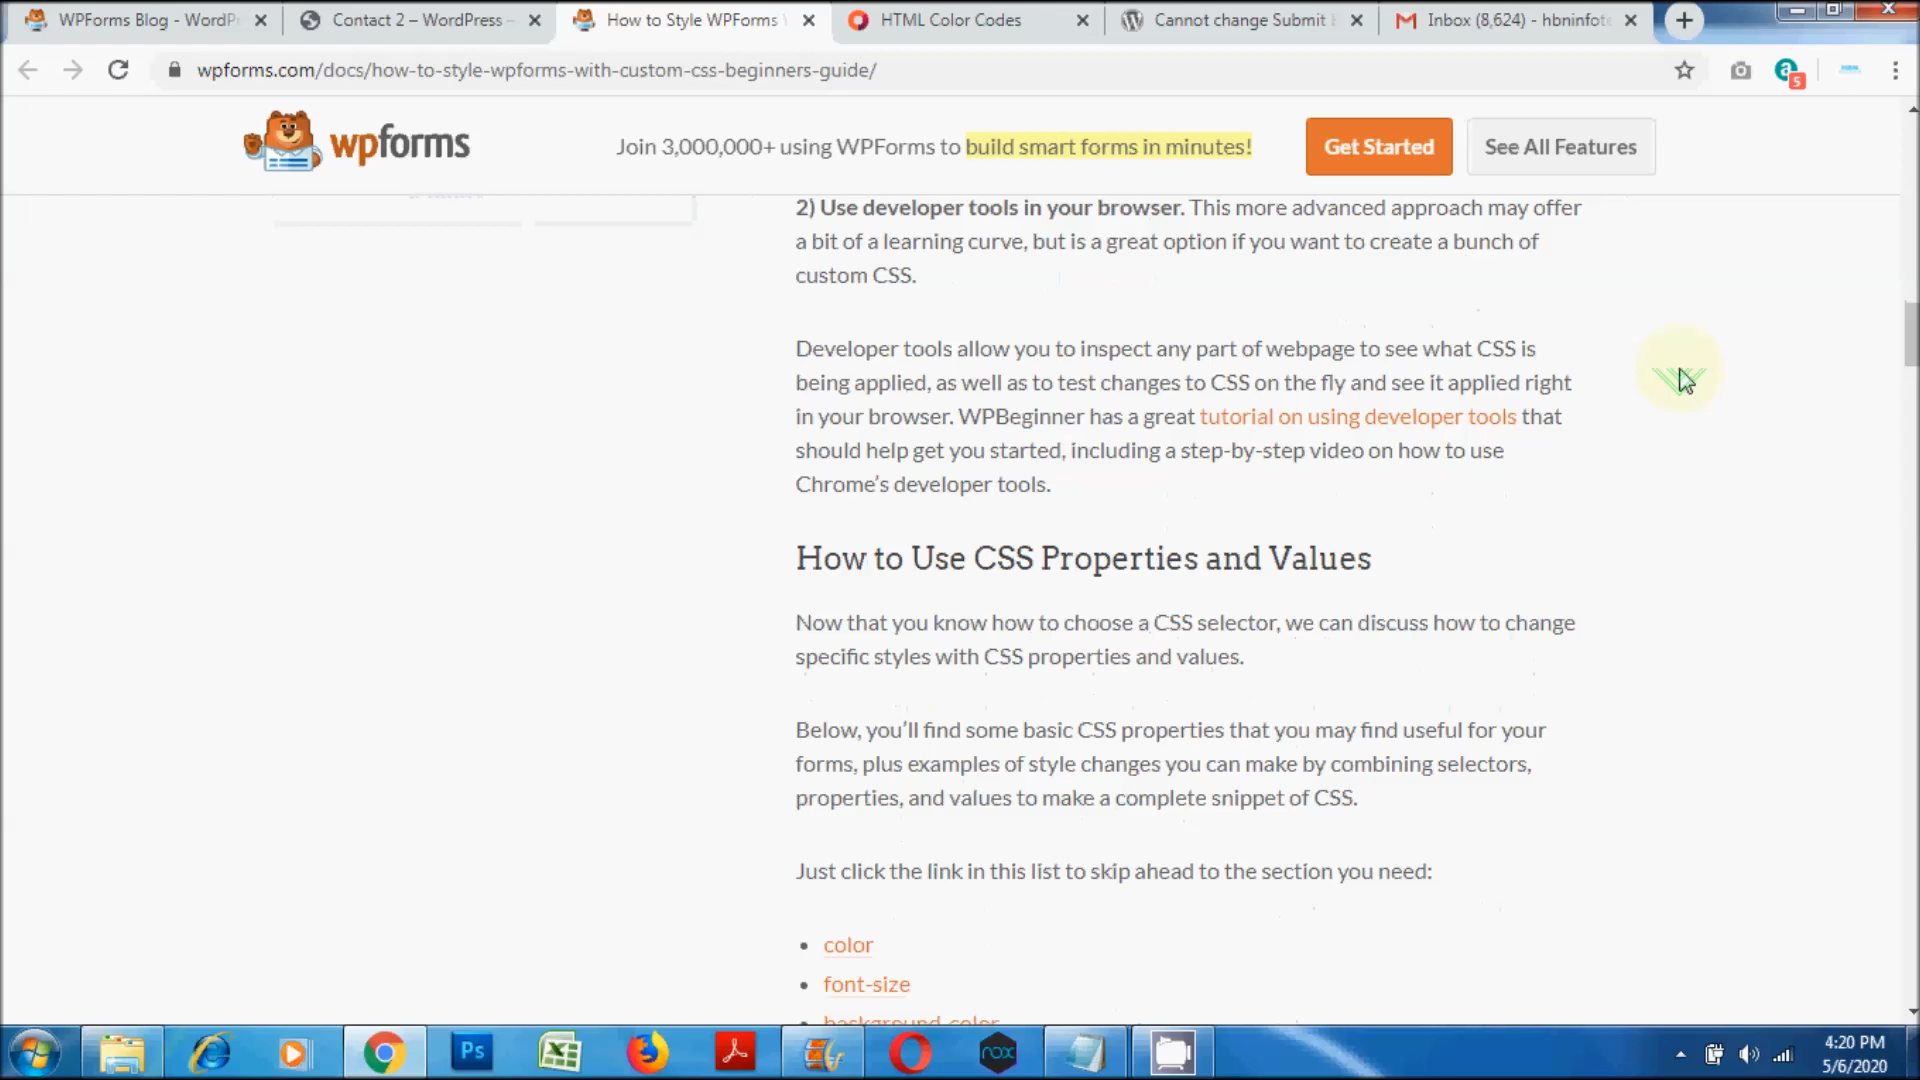 WPForms Blog - WordP
Contact 2 – WordPress –
How to Style WPForms
HTML Color Codes
Cannot change Submit
Inbox (8,624) - hbninfote
wpforms.com/docs/how-to-style-wpforms-with-custom-css-beginners-guide/
5
wpforms
Join 3,000,000+ using WPForms to build smart forms in minutes!
Get Started
See All Features
2) Use developer tools in your browser. This more advanced approach may offer
a bit of a learning curve, but is a great option if you want to create a bunch of
custom CSS.
Developer tools allow you to inspect any part of webpage to see what CSS is
being applied, as well as to test changes to CSS on the fly and see it applied right
in your browser. WPBeginner has a great tutorial on using developer tools that
should help get you started, including a step-by-step video on how to use
Chrome’s developer tools.
How to Use CSS Properties and Values
Now that you know how to choose a CSS selector, we can discuss how to change
specific styles with CSS properties and values.
Below, you’ll find some basic CSS properties that you may find useful for your
forms, plus examples of style changes you can make by combining selectors,
properties, and values to make a complete snippet of CSS.
Just click the link in this list to skip ahead to the section you need:
color
font-size
background-color
Ps
nox
4:20 PM
5/6/2020